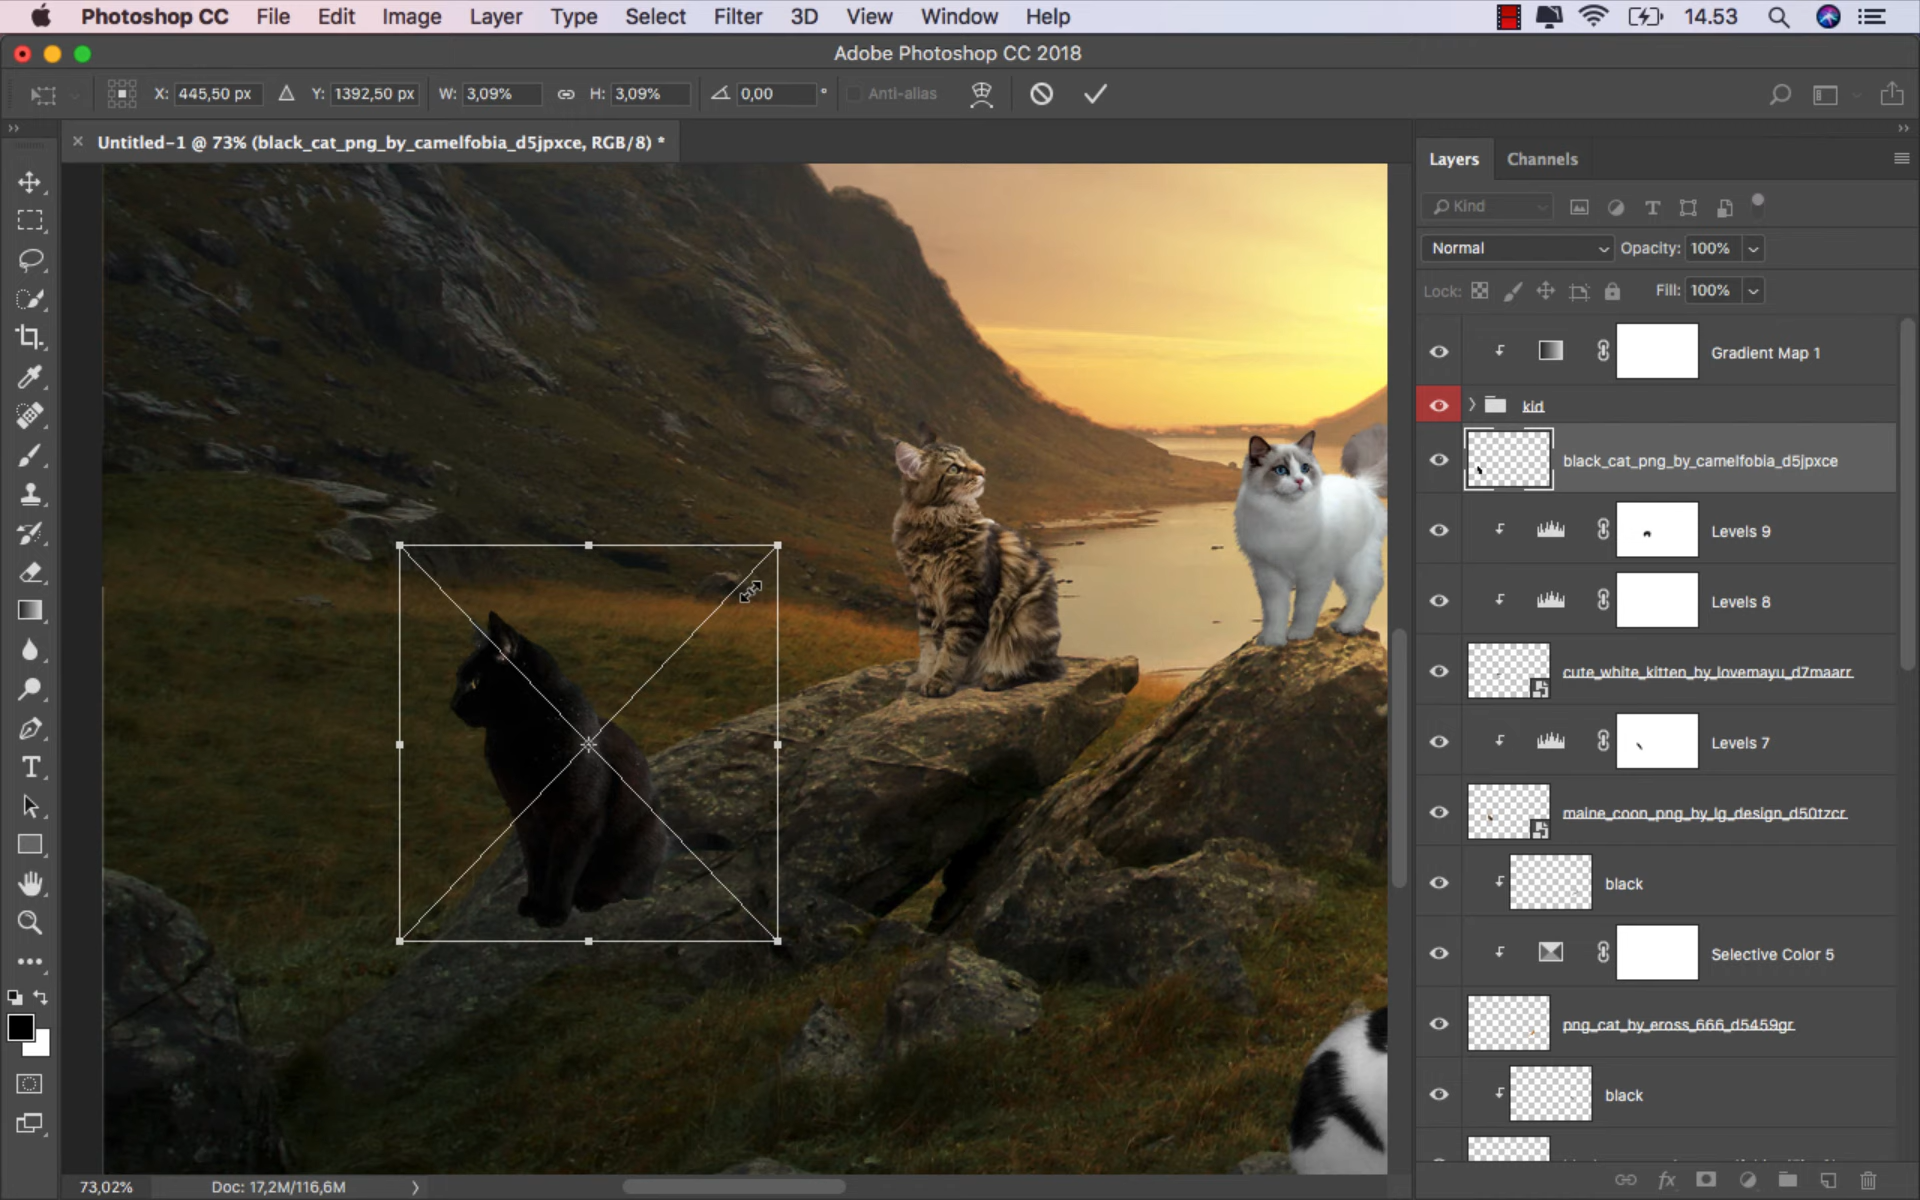 Photoshop CC File Edit Image Layer Type Select Filter 3D View Window Help 14.53
Adobe Photoshop CC 2018
X: 445,50 px Y: 1392,50 px W: 3,09% H: 3,09% 0,00 ° Anti-alias
Untitled-1 @ 73% (black_cat_png_by_camelfobia_d5jpxce, RGB/8) *
Layers Channels
Kind
Normal Opacity: 100%
Lock: Fill: 100%
Gradient Map 1
kid
black_cat_png_by_camelfobia_d5jpxce
Levels 9
Levels 8
cute_white_kitten_by_lovemayu_d7maarr
Levels 7
maine_coon_png_by_lg_design_d50tzcr
black
Selective Color 5
png_cat_by_eross_666_d5459gr
black
73,02% Doc: 17,2M/116,6M